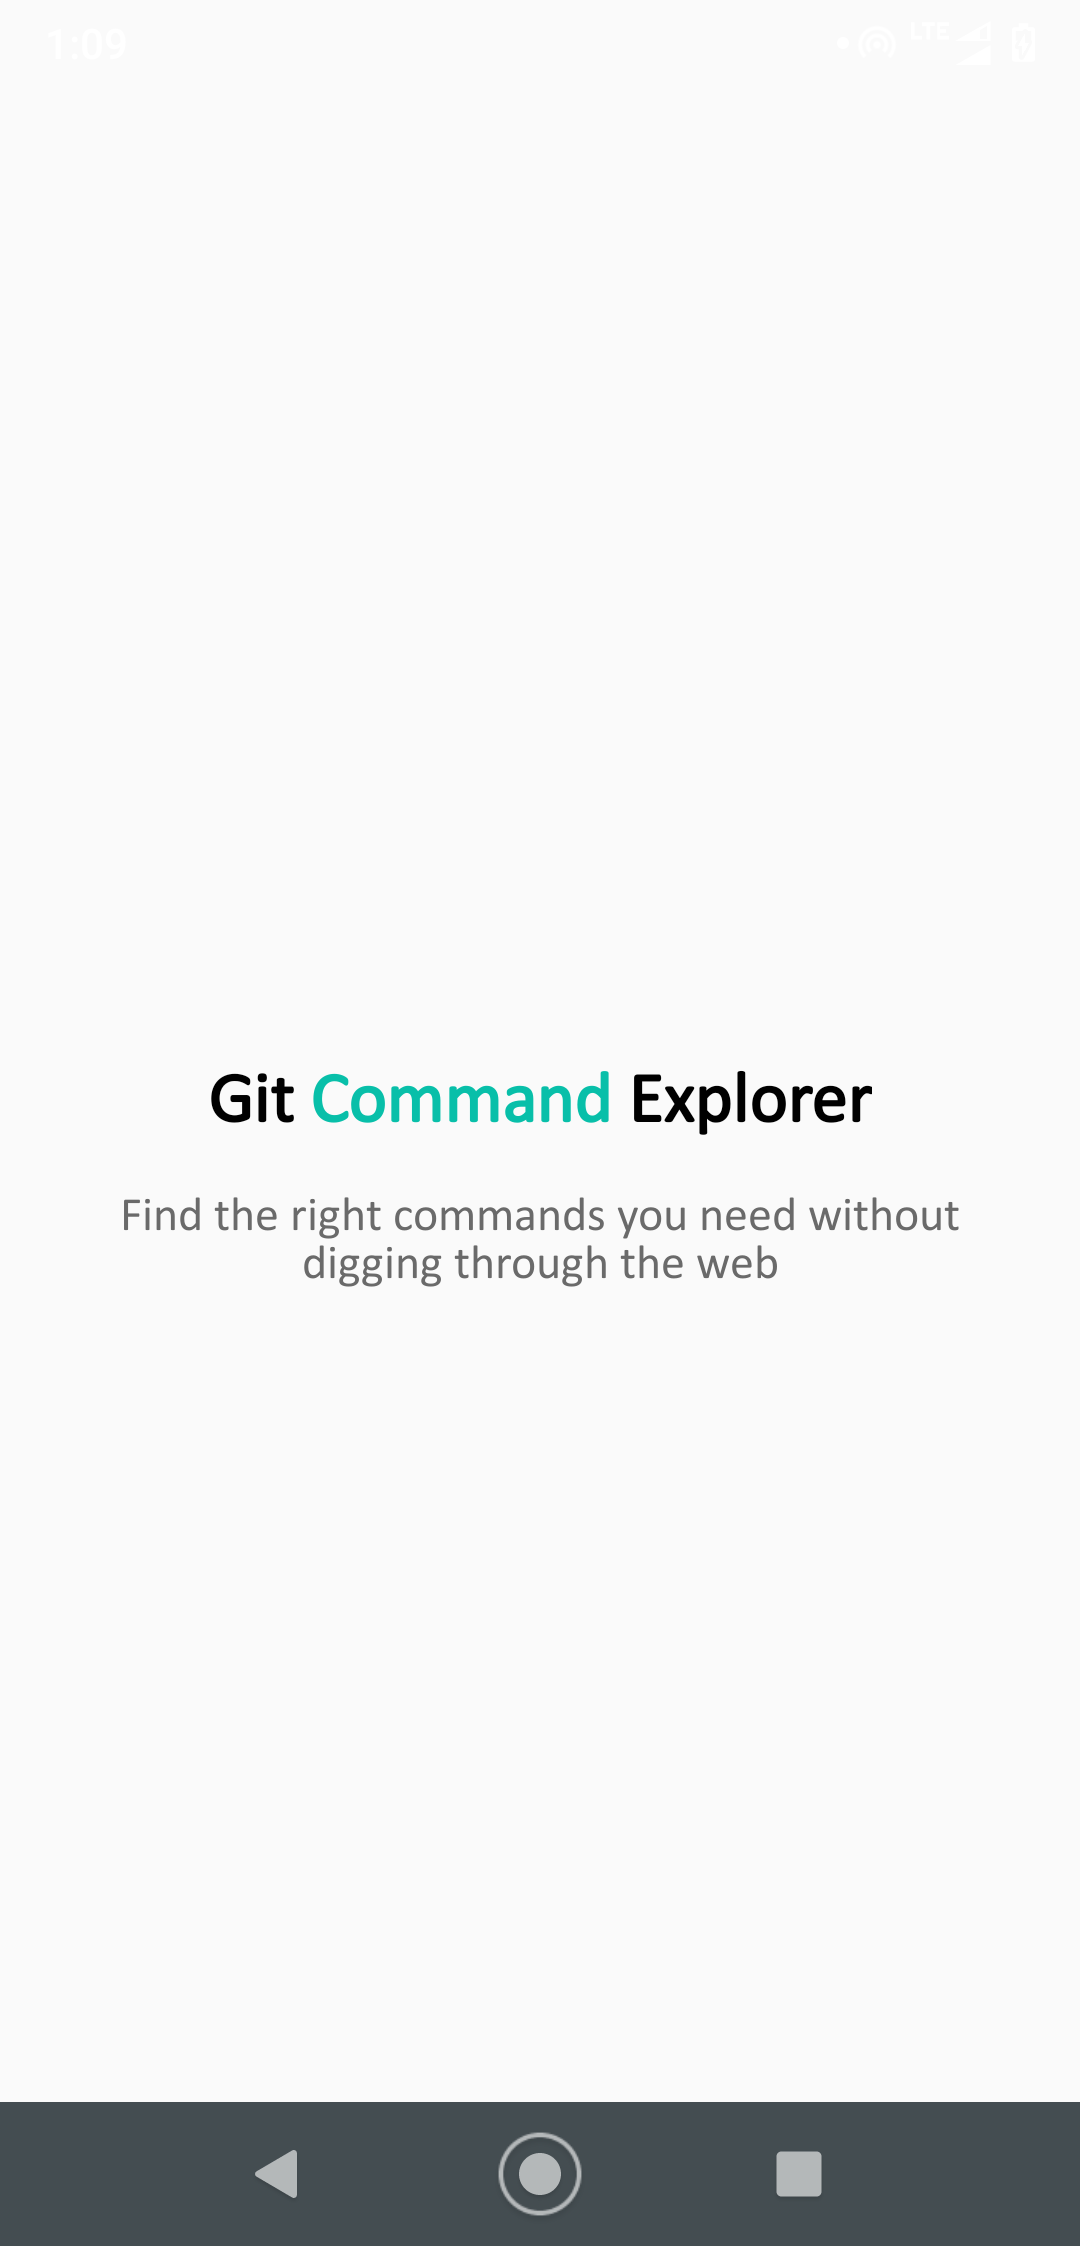 1:09
LTE
Git Command Explorer
Find the right commands you need without
digging through the web